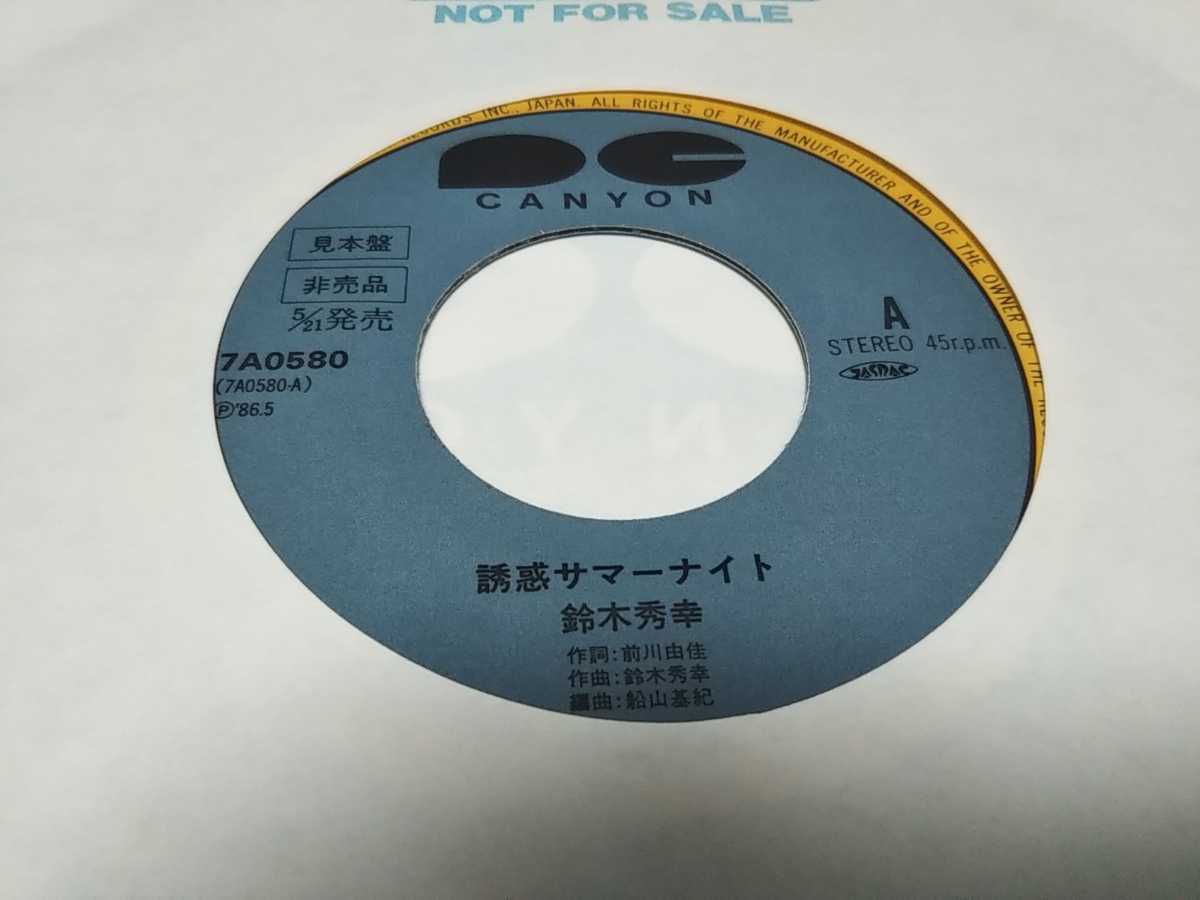 NOT FOR SALE
RECORDS INC., JAPAN. ALL RIGHTS OF THE MANUFACTURER AND OF THE OWNER OF THE
CANYON
見本盤
非売品
5/21発売
7A0580
(7A0580-A)
Ⓟ'86.5
A
STEREO 45r.p.m.
誘惑サマーナイト
鈴木秀幸
作詞:前川由佳
作曲:鈴木秀幸
編曲:船山基紀